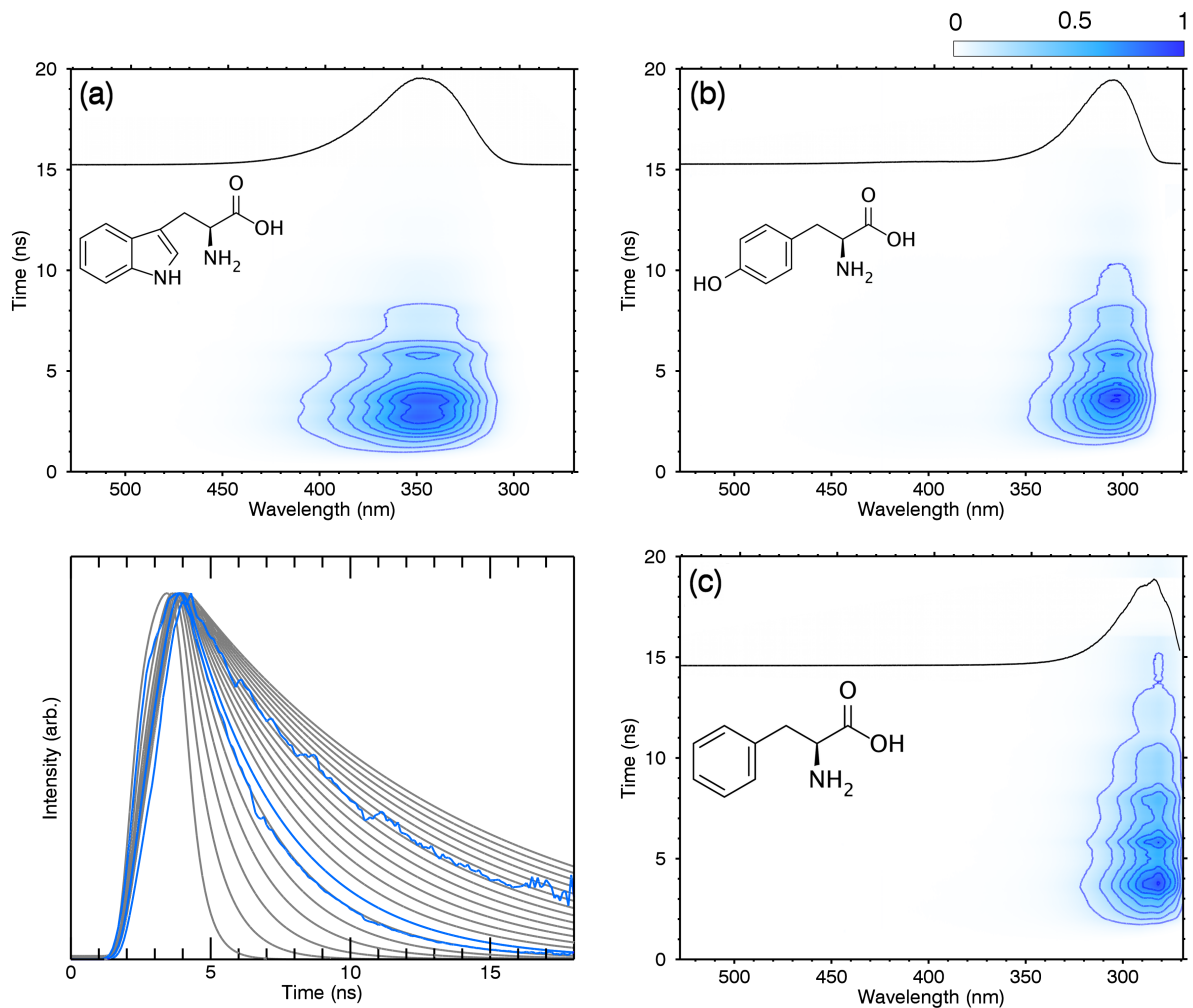 0 0.5 1
(a)
20
15
10
5
0
Time (ns)
O
OH
NH2
NH
500 450 400 350 300
Wavelength (nm)
(b)
20
15
10
5
0
Time (ns)
O
OH
NH2
HO
500 450 400 350 300
Wavelength (nm)
Intensity (arb.)
0 5 10 15
Time (ns)
(c)
20
15
10
5
0
Time (ns)
O
OH
NH2
500 450 400 350 300
Wavelength (nm)